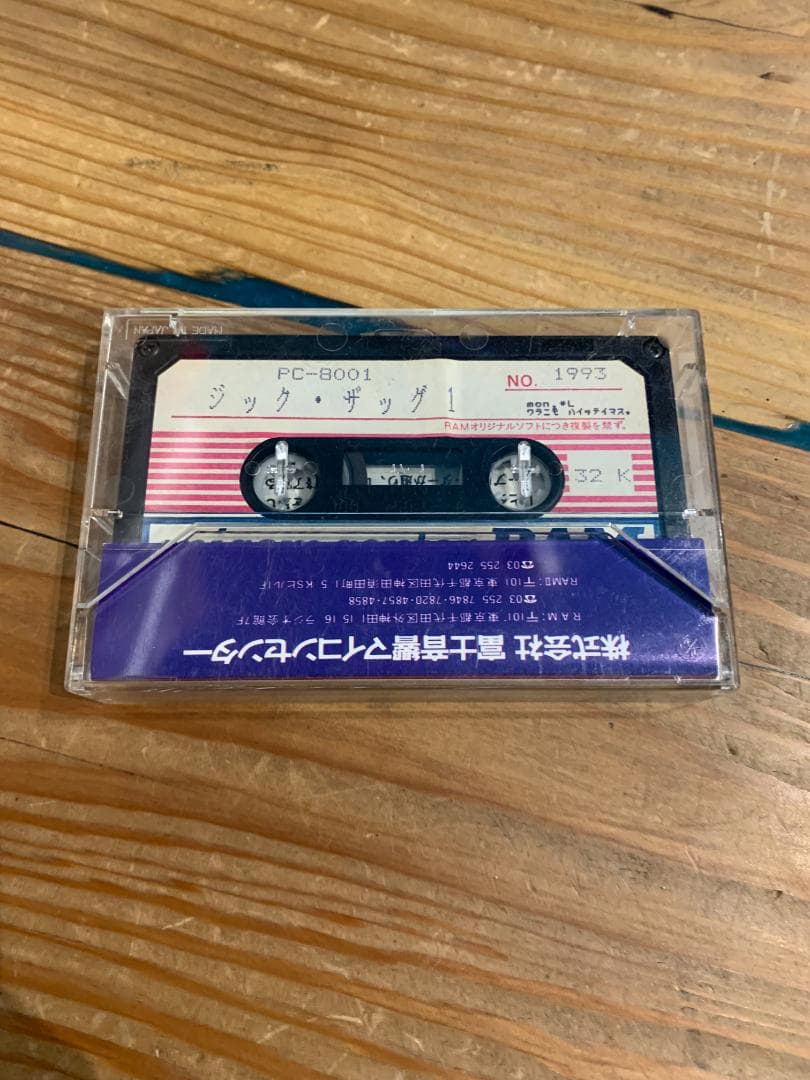 MADE IN JAPAN
PC-8001
NO. 1993
ジック・ザッグ1
mon, *L
ウラニモ ハイッテイマス。
RAMオリジナルソフトにつき複製を禁ず。
32 K
株式会社 富士音響マイコンセンター
RAM:〒101 東京都千代田区外神田1 15 16 ラジオ会館7F
☎03 255 7846・7820・4857・4858
RAMⅡ:〒101 東京都千代田区神田須田町1 5 KSビル1F
☎03 255 2644